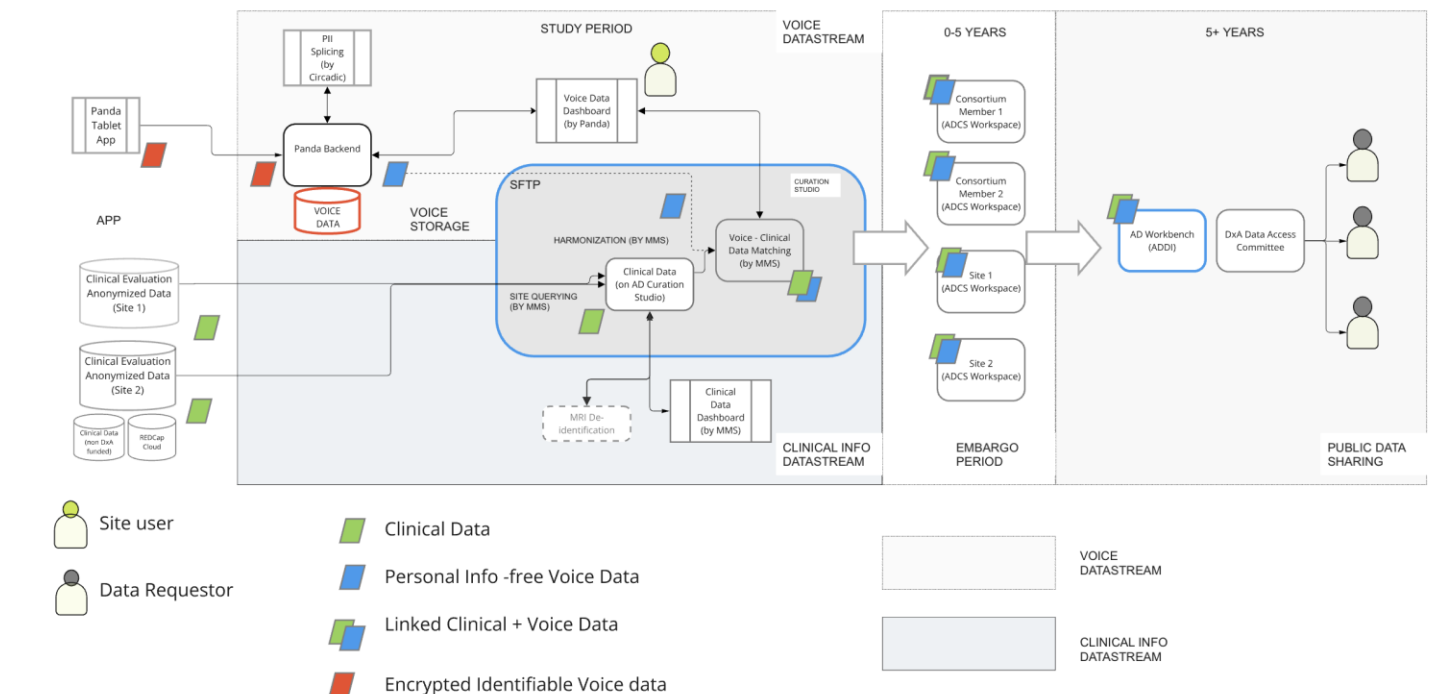 STUDY PERIOD
VOICE
DATASTREAM
0-5 YEARS
5+ YEARS
PII
Splicing
(by
Circadic)
Panda
Tablet
App
Panda Backend
Voice Data
Dashboard
(by Panda)
VOICE
DATA
VOICE
STORAGE
APP
SFTP
CURATION
STUDIO
HARMONIZATION (BY MMS)
Voice - Clinical
Data Matching
(by MMS)
Clinical Data
(on AD Curation
Studio)
SITE QUERYING
(BY MMS)
Clinical Evaluation
Anonymized Data
(Site 1)
Clinical Evaluation
Anonymized Data
(Site 2)
Clinical Data
(non DxA
funded)
REDCap
Cloud
MRI De-
identification
Clinical
Data
Dashboard
(by MMS)
CLINICAL INFO
DATASTREAM
Consortium
Member 1
(ADCS Workspace)
Consortium
Member 2
(ADCS Workspace)
Site 1
(ADCS Workspace)
Site 2
(ADCS Workspace)
EMBARGO
PERIOD
AD Workbench
(ADDI)
DxA Data Access
Committee
PUBLIC DATA
SHARING
Site user
Data Requestor
Clinical Data
Personal Info -free Voice Data
Linked Clinical + Voice Data
Encrypted Identifiable Voice data
VOICE
DATASTREAM
CLINICAL INFO
DATASTREAM